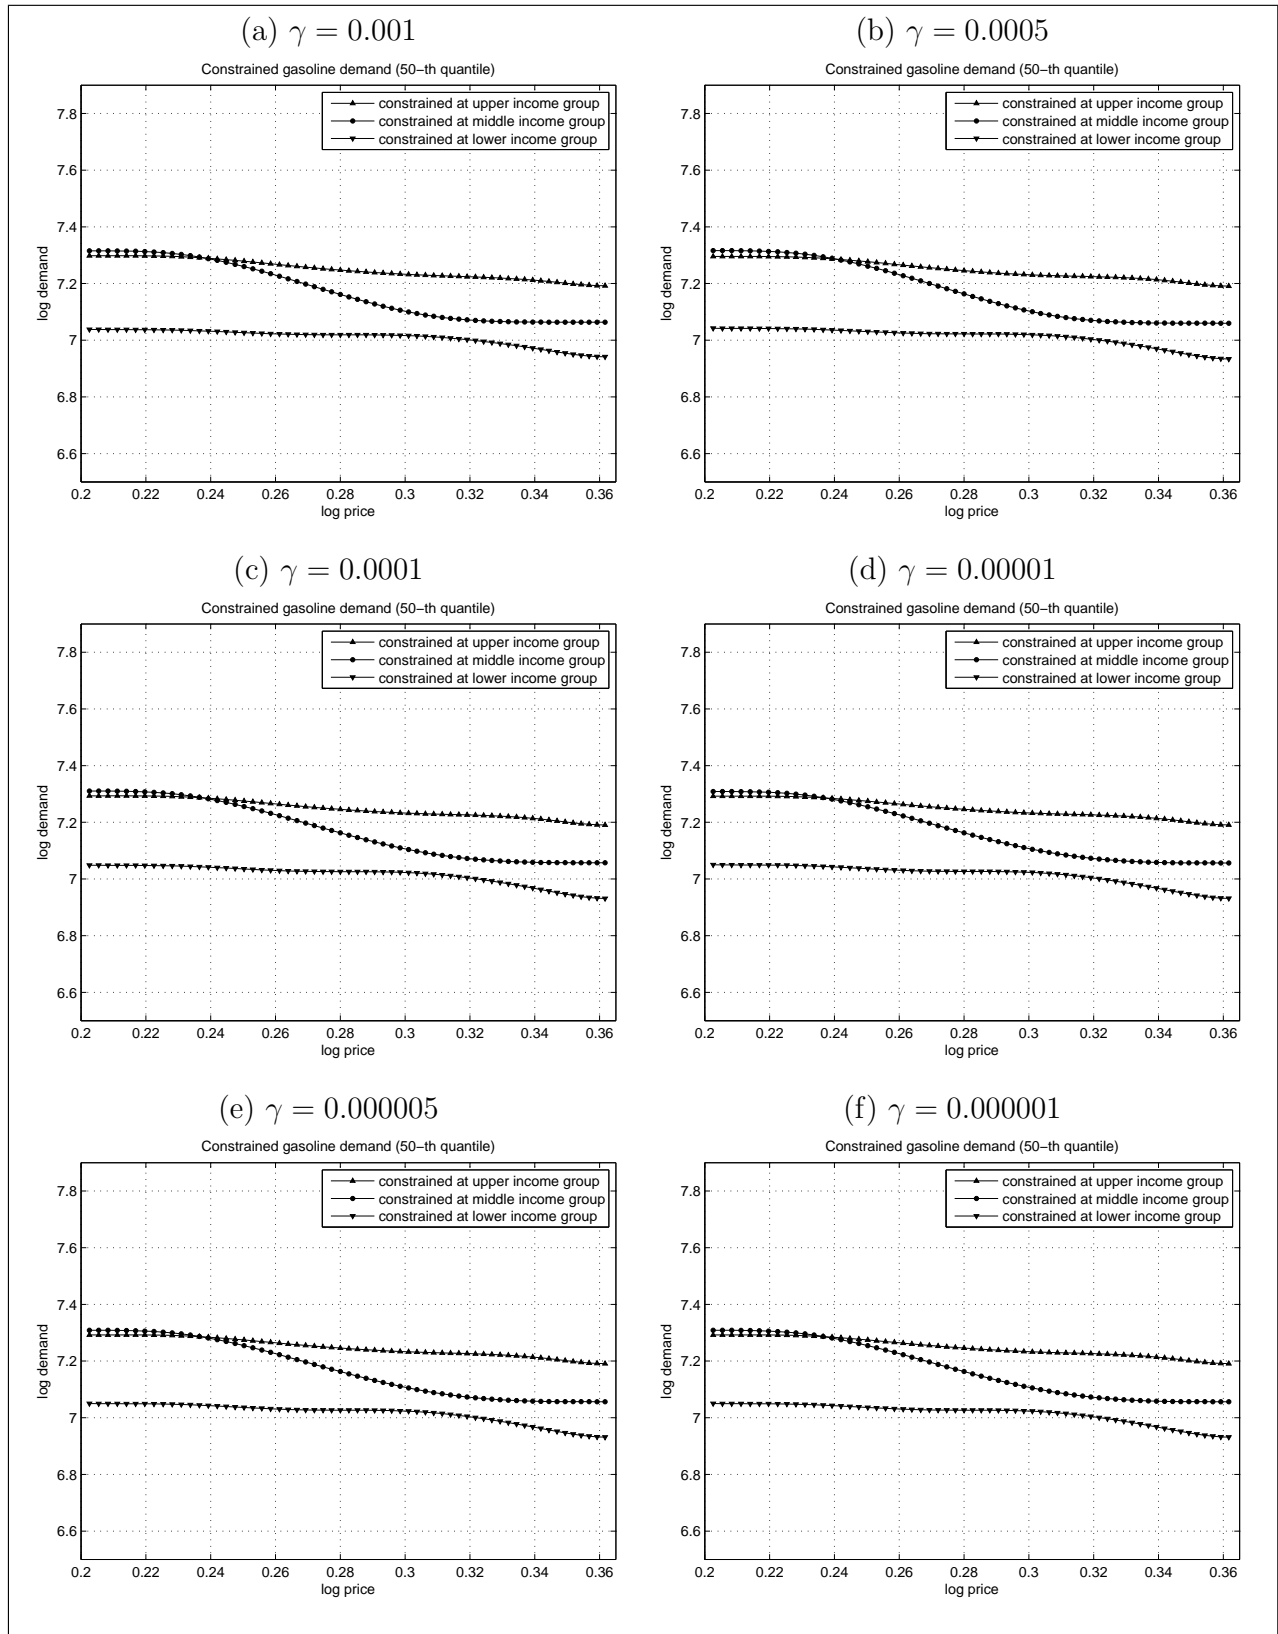 (a) γ = 0.001
Constrained gasoline demand (50−th quantile)
constrained at upper income group
constrained at middle income group
constrained at lower income group
7.8
7.6
7.4
7.2
7
6.8
6.6
log demand
0.2 0.22 0.24 0.26 0.28 0.3 0.32 0.34 0.36
log price
(b) γ = 0.0005
Constrained gasoline demand (50−th quantile)
constrained at upper income group
constrained at middle income group
constrained at lower income group
7.8
7.6
7.4
7.2
7
6.8
6.6
log demand
0.2 0.22 0.24 0.26 0.28 0.3 0.32 0.34 0.36
log price
(c) γ = 0.0001
Constrained gasoline demand (50−th quantile)
constrained at upper income group
constrained at middle income group
constrained at lower income group
7.8
7.6
7.4
7.2
7
6.8
6.6
log demand
0.2 0.22 0.24 0.26 0.28 0.3 0.32 0.34 0.36
log price
(d) γ = 0.00001
Constrained gasoline demand (50−th quantile)
constrained at upper income group
constrained at middle income group
constrained at lower income group
7.8
7.6
7.4
7.2
7
6.8
6.6
log demand
0.2 0.22 0.24 0.26 0.28 0.3 0.32 0.34 0.36
log price
(e) γ = 0.000005
Constrained gasoline demand (50−th quantile)
constrained at upper income group
constrained at middle income group
constrained at lower income group
7.8
7.6
7.4
7.2
7
6.8
6.6
log demand
0.2 0.22 0.24 0.26 0.28 0.3 0.32 0.34 0.36
log price
(f) γ = 0.000001
Constrained gasoline demand (50−th quantile)
constrained at upper income group
constrained at middle income group
constrained at lower income group
7.8
7.6
7.4
7.2
7
6.8
6.6
log demand
0.2 0.22 0.24 0.26 0.28 0.3 0.32 0.34 0.36
log price